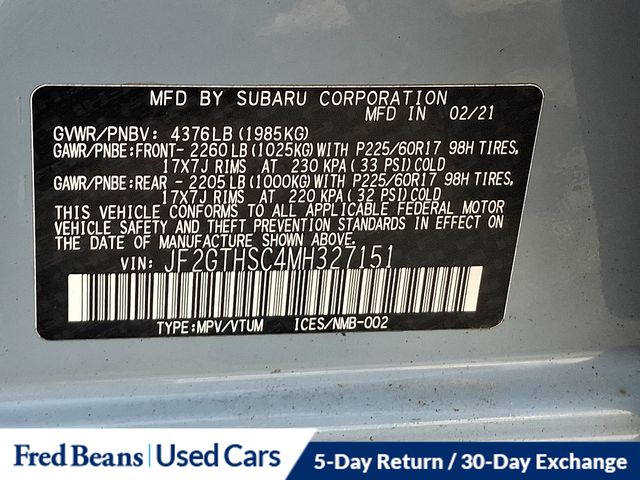 MFD BY SUBARU CORPORATION
MFD IN 02/21
GVWR/PNBV: 4376LB (1985KG)
GAWR/PNBE:FRONT- 2260 LB (1025KG) WITH P225/60R17 98H TIRES,
17X7J RIMS AT 230 KPA ( 33 PSI) COLD
GAWR/PNBE:REAR - 2205 LB (1000KG) WITH P225/60R17 98H TIRES,
17X7J RIMS AT 220 KPA ( 32 PSI) COLD
THIS VEHICLE CONFORMS TO ALL APPLICABLE FEDERAL MOTOR
VEHICLE SAFETY AND THEFT PREVENTION STANDARDS IN EFFECT
ON THE DATE OF MANUFACTURE SHOWN ABOVE.
VIN: JF2GTHSC4MH327151
TYPE:MPV/VTUM ICES/NMB-002
Fred Beans | Used Cars
5-Day Return / 30-Day Exchange